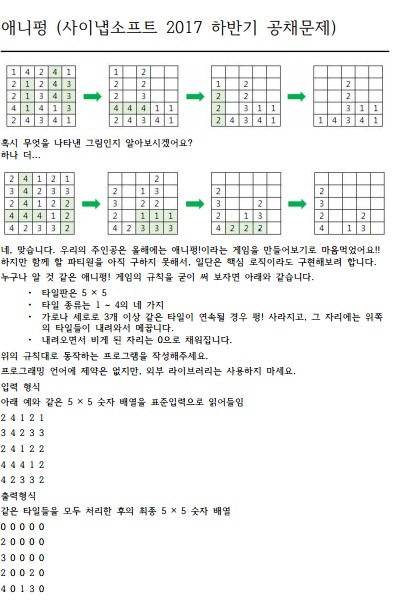 애니펑 (사이냅소프트 2017 하반기 공채문제)
1 4 2 4 1 1 2
2 1 2 4 3 2 2 1 2 2
2 1 3 4 3 2 3 2 2 2
4 1 4 1 3 4 4 4 1 1 2 3 1 1 3 1 1
2 4 3 4 1 2 4 3 4 1 2 4 3 4 1 1 4 3 4 1
혹시 무엇을 나타낸 그림인지 알아보시겠어요?
하나 더...
2 4 1 2 1 2
3 4 2 3 3 2 1 3 2 2
2 4 1 2 2 3 2 2 3 2 3
4 4 4 1 2 2 1 1 1 2 1 3 2 2
4 2 3 3 2 4 2 3 3 3 4 2 2 2 4 1 3
네, 맞습니다. 우리의 주인공은 올해에는 애니펑!이라는 게임을 만들어보기로 마음먹었어요!!
하지만 함께 할 파티원을 아직 구하지 못해서, 일단은 핵심 로직이라도 구현해보려 합니다.
누구나 알 것 같은 애니펑! 게임의 규칙을 굳이 써 보자면 아래와 같습니다.
• 타일판은 5 × 5
• 타일 종류는 1 ~ 4의 네 가지
• 가로나 세로로 3개 이상 같은 타일이 연속될 경우 펑! 사라지고, 그 자리에는 위쪽
의 타일들이 내려와서 메꿉니다.
• 내려오면서 비게 된 자리는 0으로 채워집니다.
위의 규칙대로 동작하는 프로그램을 작성해주세요.
프로그래밍 언어에 제약은 없지만, 외부 라이브러리는 사용하지 마세요.
입력 형식
아래 예와 같은 5 × 5 숫자 배열을 표준입력으로 읽어들임
2 4 1 2 1
3 4 2 3 3
2 4 1 2 2
4 4 4 1 2
4 2 3 3 2
출력형식
같은 타일들을 모두 처리한 후의 최종 5 × 5 숫자 배열
0 0 0 0 0
2 0 0 0 0
3 0 0 0 0
2 0 0 2 0
4 0 1 3 0